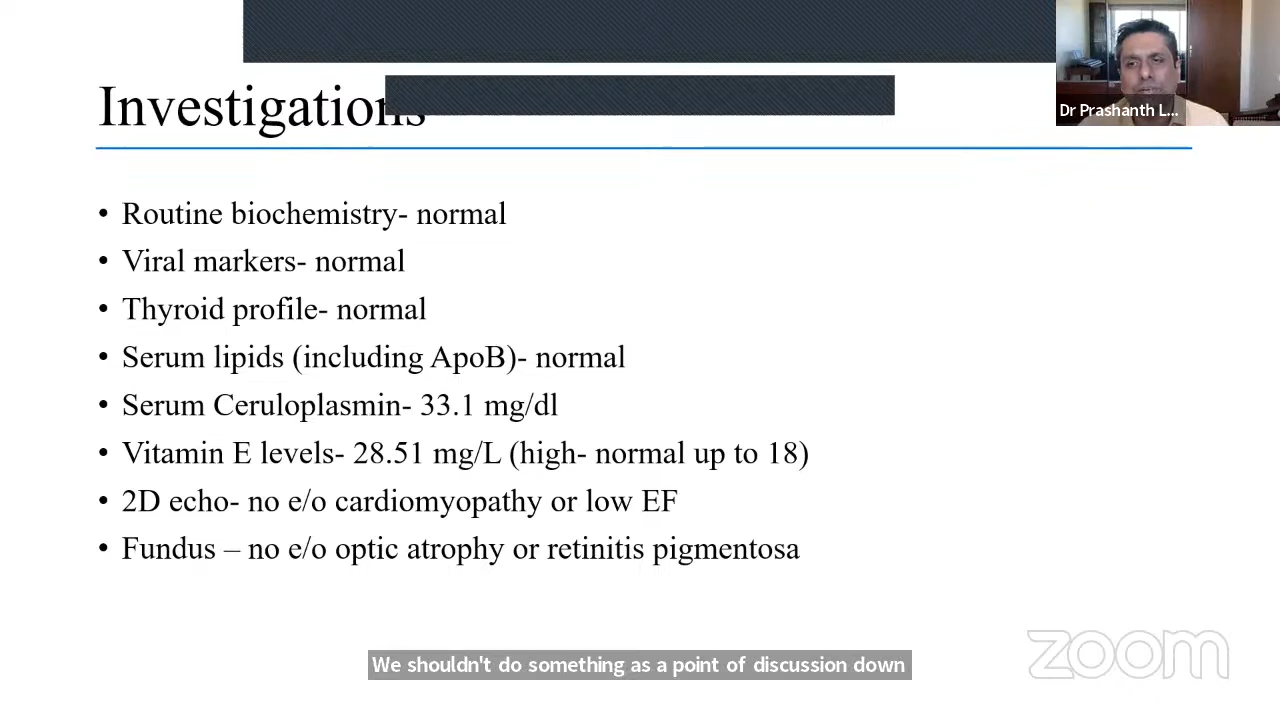 Dr Prashanth L...
Investigations
• Routine biochemistry- normal
• Viral markers- normal
• Thyroid profile- normal
• Serum lipids (including ApoB)- normal
• Serum Ceruloplasmin- 33.1 mg/dl
• Vitamin E levels- 28.51 mg/L (high- normal up to 18)
• 2D echo- no e/o cardiomyopathy or low EF
• Fundus – no e/o optic atrophy or retinitis pigmentosa
zoom
We shouldn't do something as a point of discussion down